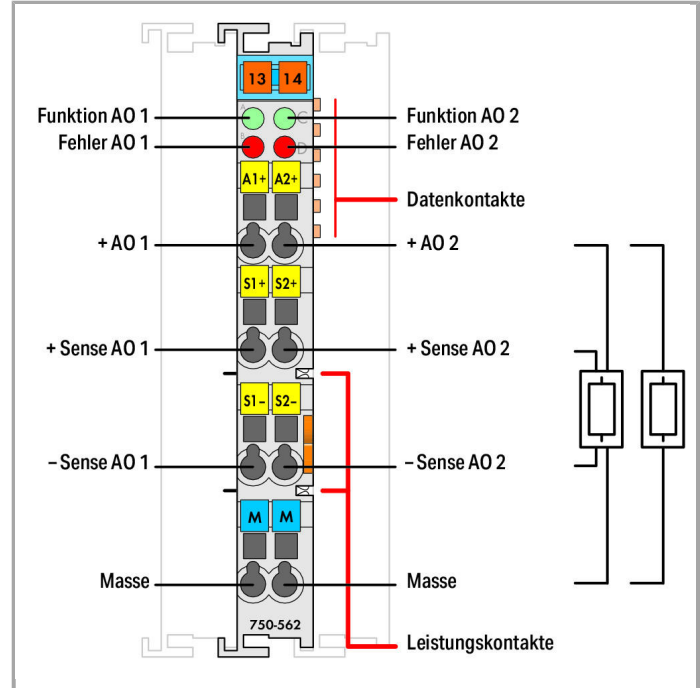 13 14
Funktion AO 1
A
C
Funktion AO 2
Fehler AO 1
B
D
Fehler AO 2
A1+ A2+
Datenkontakte
+ AO 1
+ AO 2
S1+ S2+
+ Sense AO 1
+ Sense AO 2
S1– S2–
– Sense AO 1
– Sense AO 2
M M
Masse
Masse
750-562
Leistungskontakte